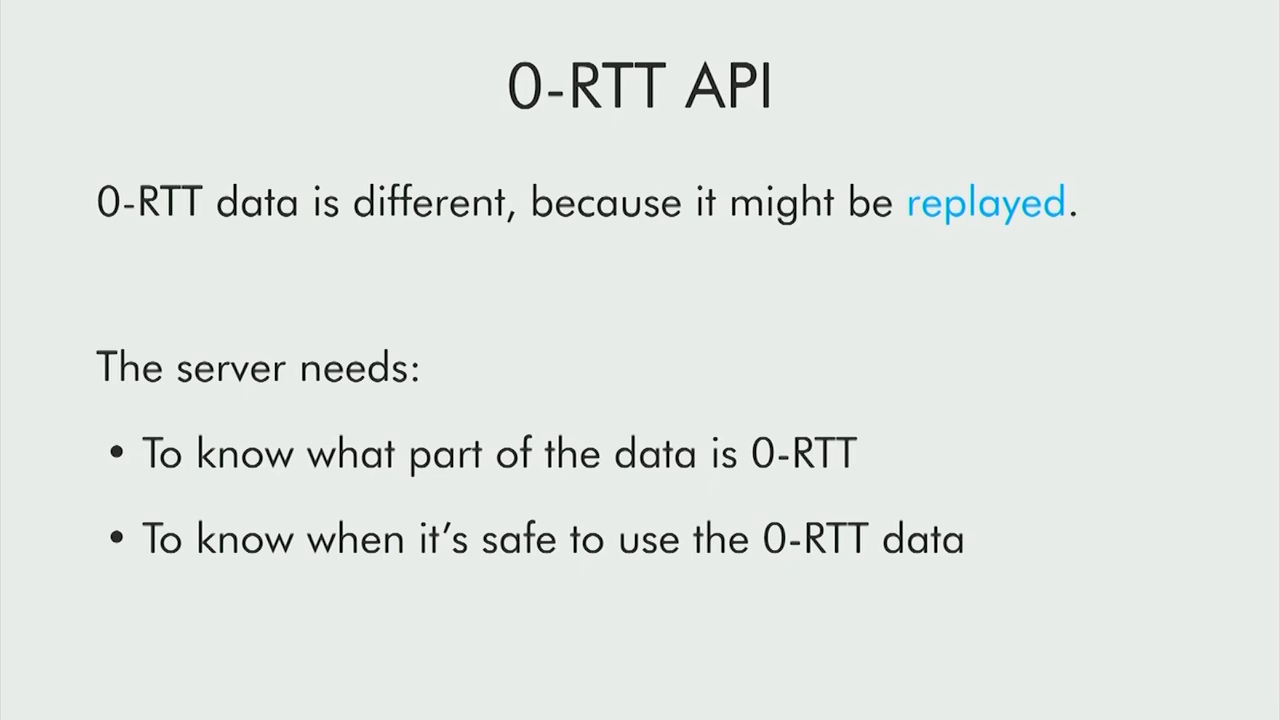 0-RTT API
0-RTT data is different, because it might be replayed.
The server needs:
• To know what part of the data is 0-RTT
• To know when it’s safe to use the 0-RTT data